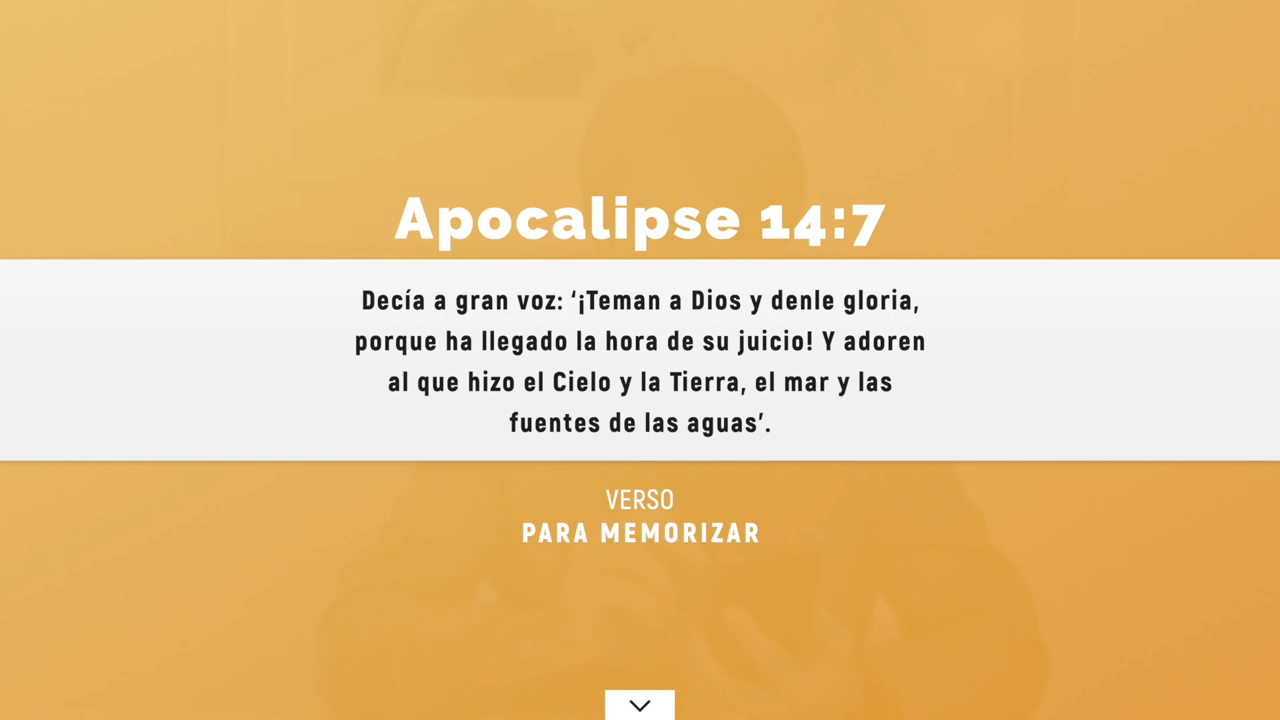 Apocalipse 14:7
Decía a gran voz: ‘¡Teman a Dios y denle gloria,
porque ha llegado la hora de su juicio! Y adoren
al que hizo el Cielo y la Tierra, el mar y las
fuentes de las aguas’.
VERSO
PARA MEMORIZAR